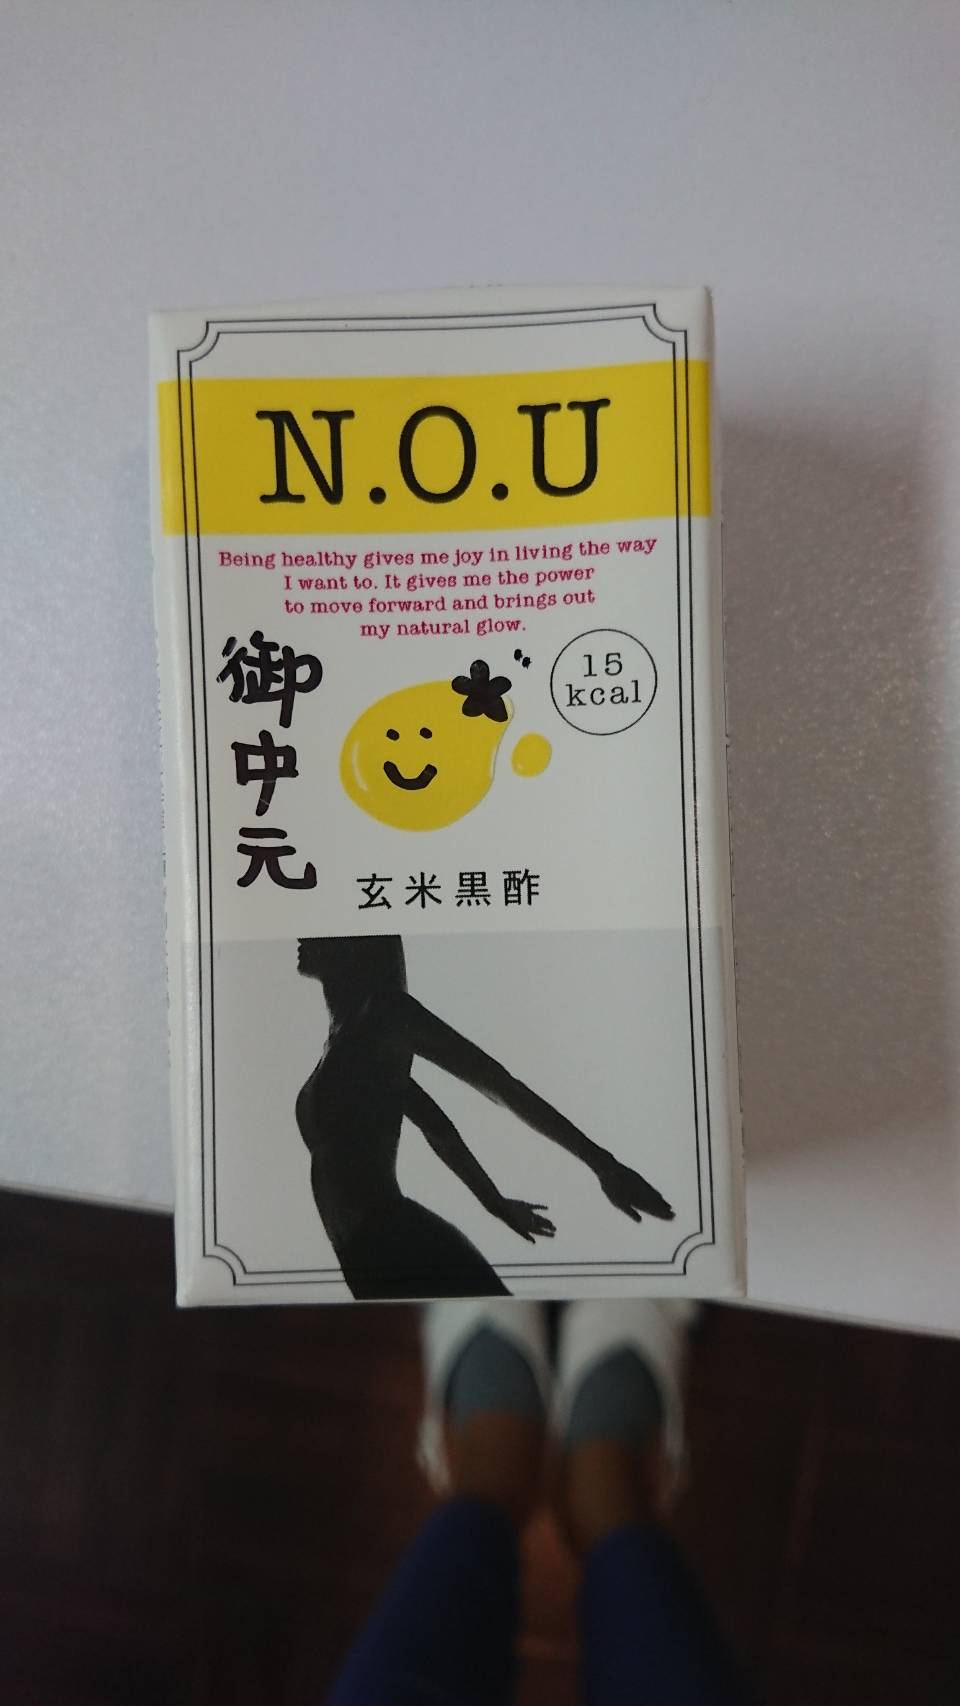 N.O.U
Being healthy gives me joy in living the way
I want to. It gives me the power
to move forward and brings out
my natural glow.
御中元
15
kcal
玄米黒酢